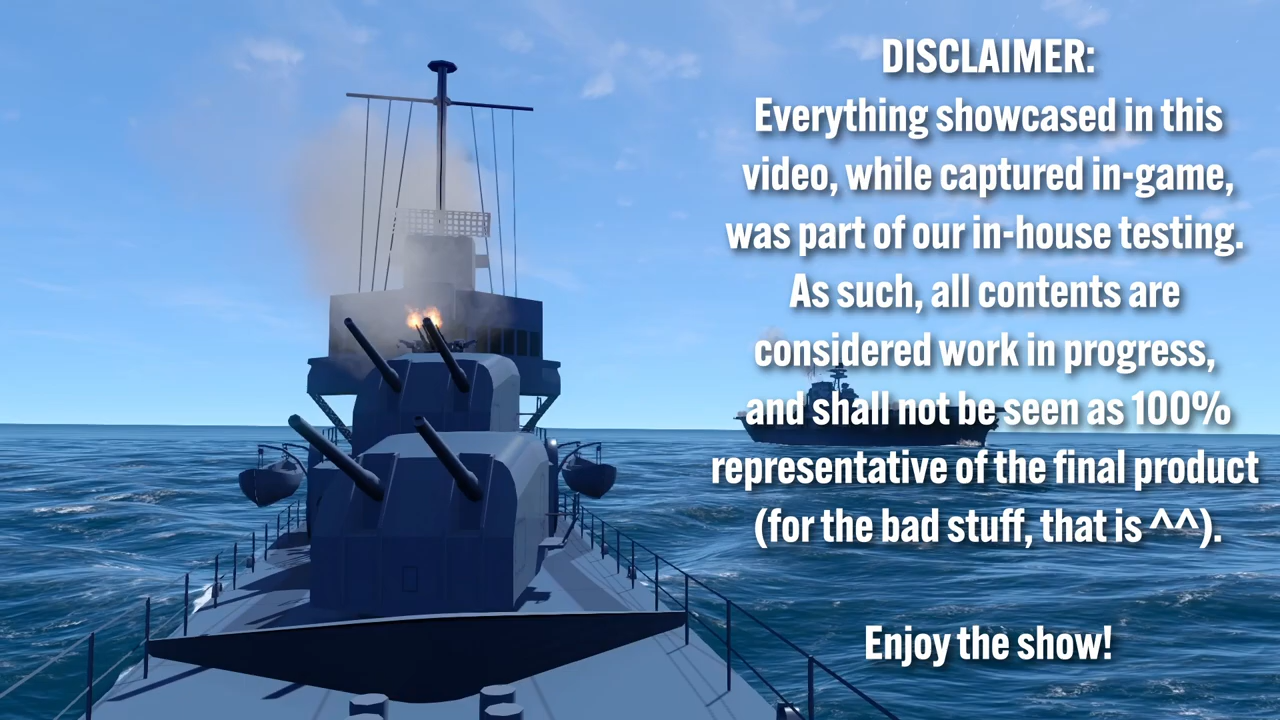 DISCLAIMER:
Everything showcased in this
video, while captured in-game,
was part of our in-house testing.
As such, all contents are
considered work in progress,
and shall not be seen as 100%
representative of the final product
(for the bad stuff, that is ^^).
Enjoy the show!